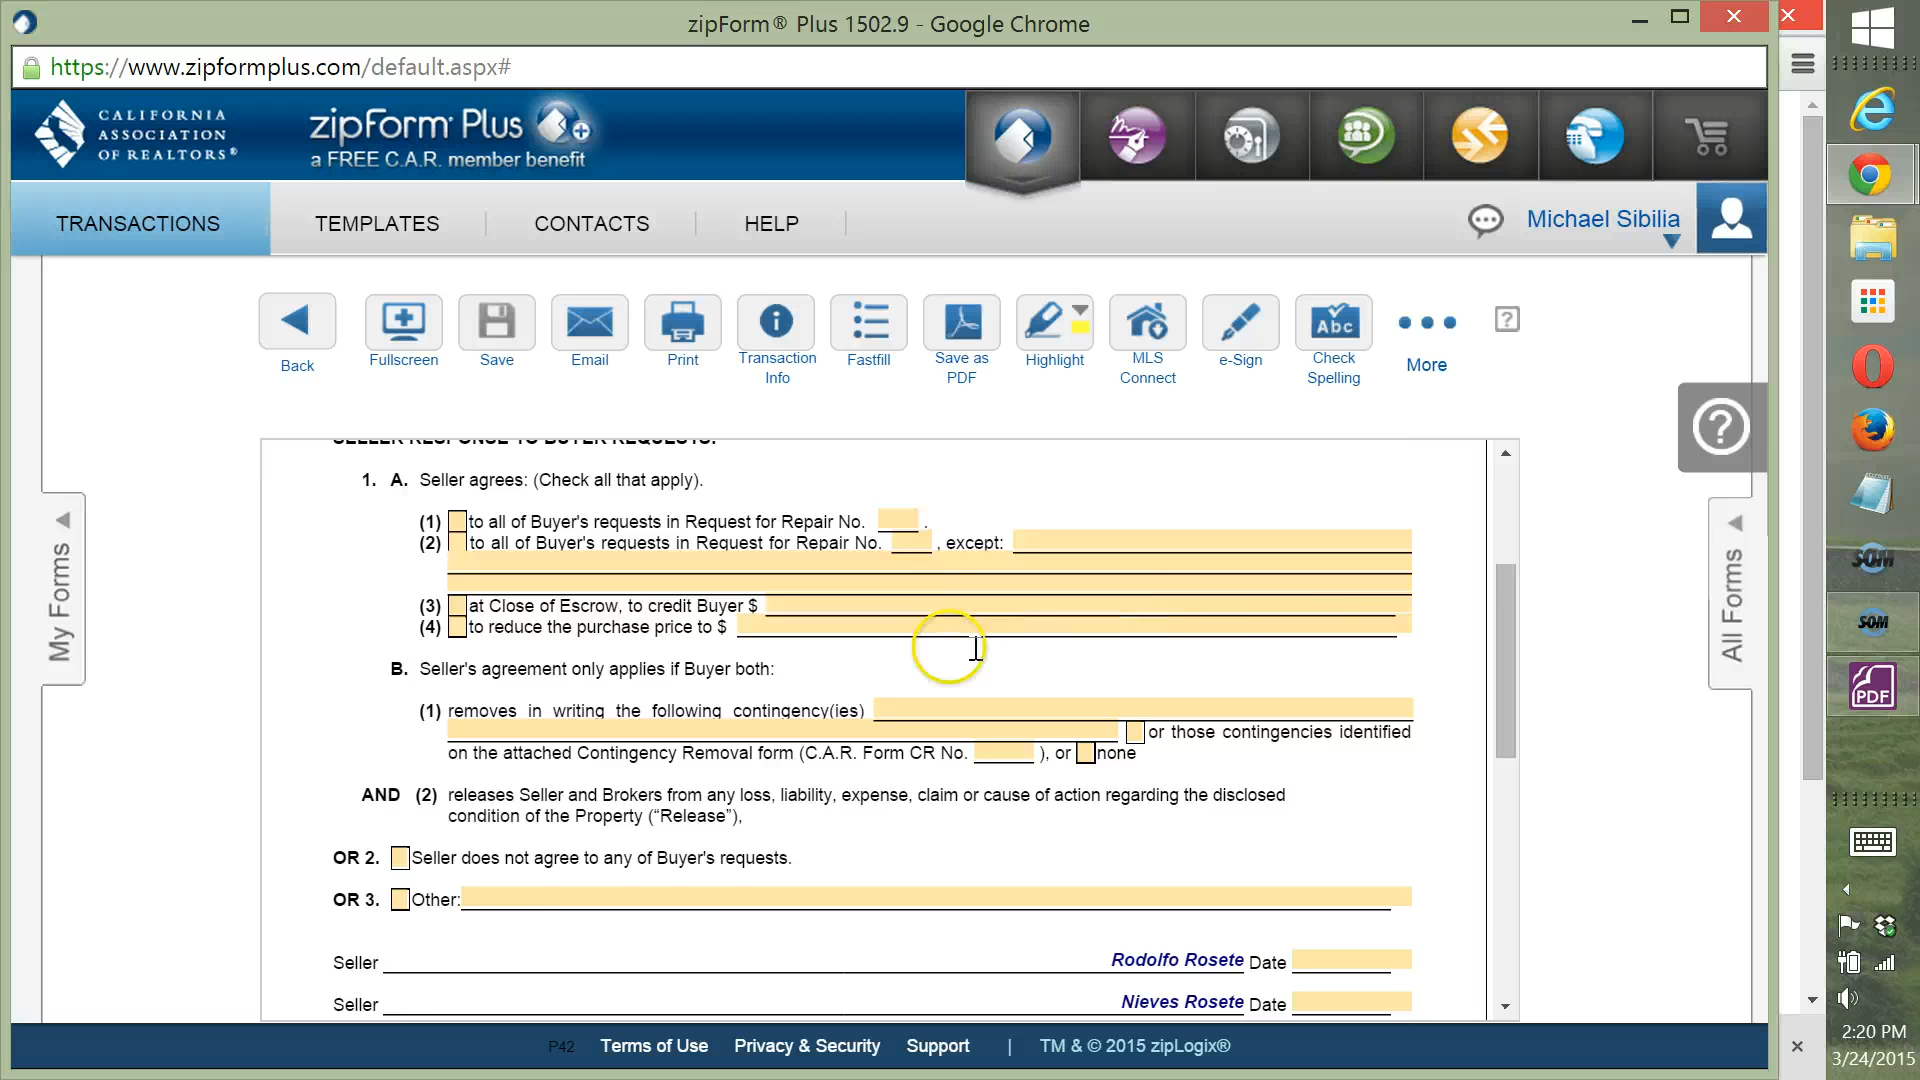 zipForm® Plus 1502.9 - Google Chrome
https://www.zipformplus.com/default.aspx#
CALIFORNIA
ASSOCIATION
OF REALTORS®
zipForm® Plus
a FREE C.A.R. member benefit
TRANSACTIONS
TEMPLATES
CONTACTS
HELP
Michael Sibilia
Back
Fullscreen
Save
Email
Print
Transaction
Info
Fastfill
Save as
PDF
Highlight
MLS
Connect
e-Sign
Abc
Check
Spelling
More
My Forms
All Forms
SELLER RESPONSE TO BUYER REQUESTS:
1. A. Seller agrees: (Check all that apply).
(1) to all of Buyer's requests in Request for Repair No. .
(2) to all of Buyer's requests in Request for Repair No. , except:
(3) at Close of Escrow, to credit Buyer $
(4) to reduce the purchase price to $
B. Seller's agreement only applies if Buyer both:
(1) removes in writing the following contingency(ies)
or those contingencies identified
on the attached Contingency Removal form (C.A.R. Form CR No. ), or none
AND (2) releases Seller and Brokers from any loss, liability, expense, claim or cause of action regarding the disclosed
condition of the Property (“Release”),
OR 2. Seller does not agree to any of Buyer's requests.
OR 3. Other:
Seller Rodolfo Rosete Date
Seller Nieves Rosete Date
P42 Terms of Use Privacy & Security Support | TM & © 2015 zipLogix®
SOM
SOM
PDF
2:20 PM
3/24/2015